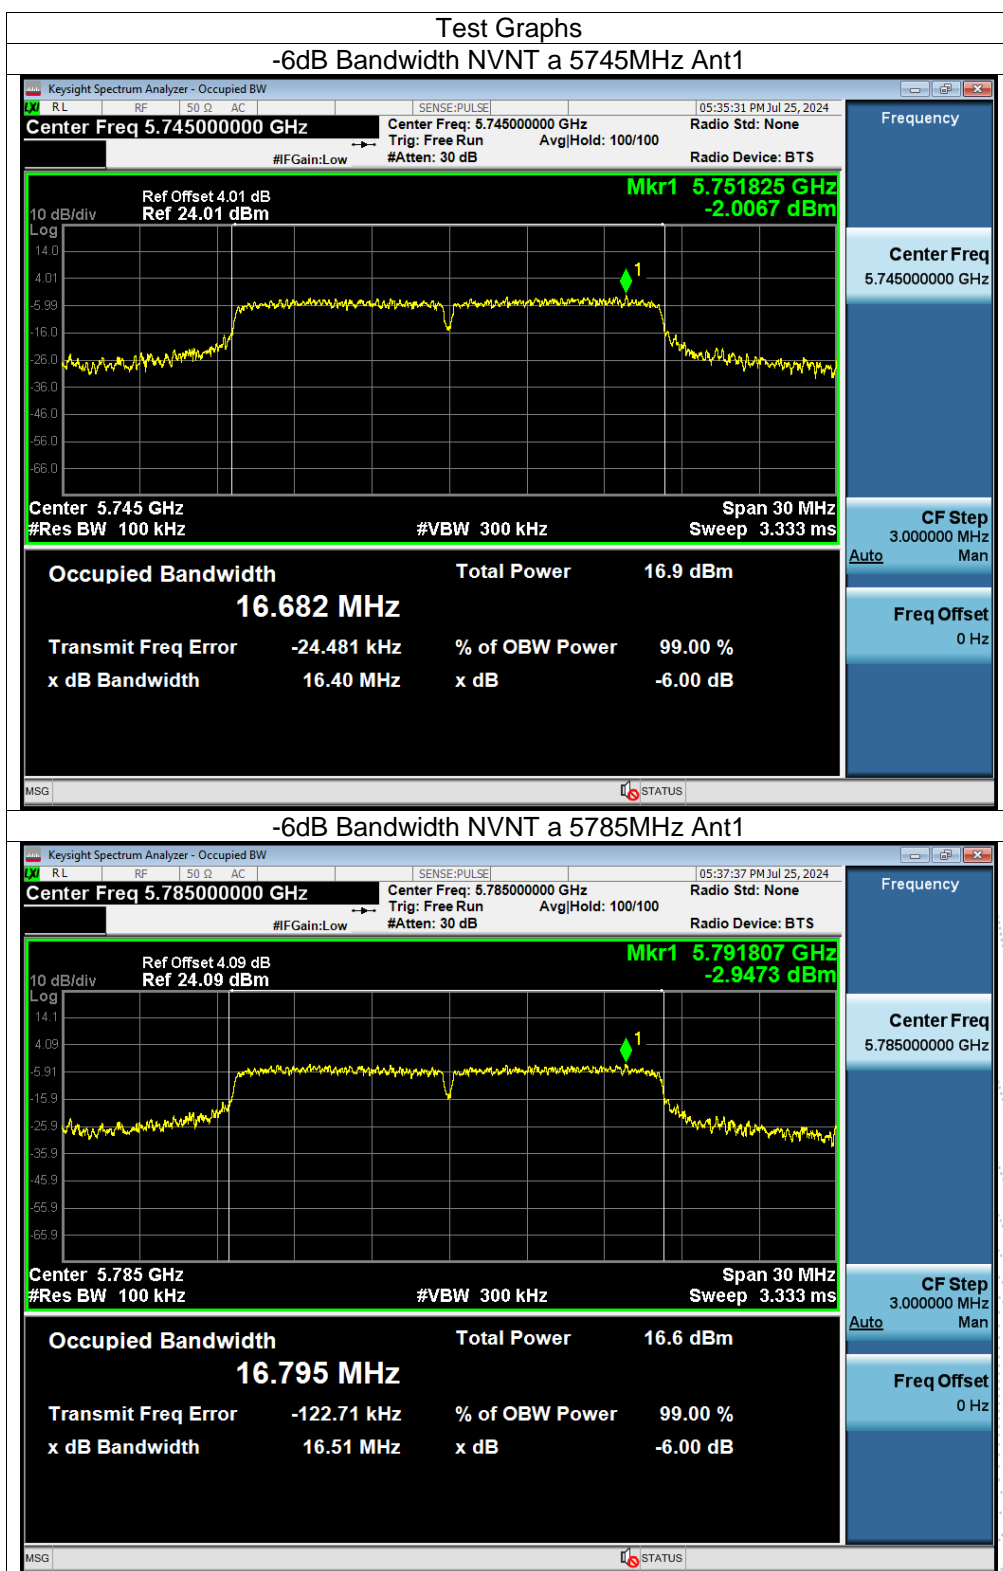 Test Graphs
-6dB Bandwidth NVNT a 5745MHz Ant1
Keysight Spectrum Analyzer - Occupied BW
LXI RL RF 50 Ω AC SENSE:PULSE 05:35:31 PM Jul 25, 2024
Center Freq 5.745000000 GHz
Center Freq: 5.745000000 GHz
Radio Std: None
Trig: Free Run Avg|Hold: 100/100
#IFGain:Low #Atten: 30 dB Radio Device: BTS
Frequency
Mkr1 5.751825 GHz
-2.0067 dBm
Ref Offset 4.01 dB
10 dB/div Ref 24.01 dBm
Log
14.0
4.01
-5.99
-16.0
-26.0
-36.0
-46.0
-56.0
-66.0
1
Center 5.745 GHz Span 30 MHz
#Res BW 100 kHz #VBW 300 kHz Sweep 3.333 ms
Center Freq
5.745000000 GHz
CF Step
3.000000 MHz
Auto Man
Freq Offset
0 Hz
Occupied Bandwidth Total Power 16.9 dBm
16.682 MHz
Transmit Freq Error -24.481 kHz % of OBW Power 99.00 %
x dB Bandwidth 16.40 MHz x dB -6.00 dB
MSG STATUS
-6dB Bandwidth NVNT a 5785MHz Ant1
Keysight Spectrum Analyzer - Occupied BW
LXI RL RF 50 Ω AC SENSE:PULSE 05:37:37 PM Jul 25, 2024
Center Freq 5.785000000 GHz
Center Freq: 5.785000000 GHz
Radio Std: None
Trig: Free Run Avg|Hold: 100/100
#IFGain:Low #Atten: 30 dB Radio Device: BTS
Frequency
Mkr1 5.791807 GHz
-2.9473 dBm
Ref Offset 4.09 dB
10 dB/div Ref 24.09 dBm
Log
14.1
4.09
-5.91
-15.9
-25.9
-35.9
-45.9
-55.9
-65.9
1
Center 5.785 GHz Span 30 MHz
#Res BW 100 kHz #VBW 300 kHz Sweep 3.333 ms
Center Freq
5.785000000 GHz
CF Step
3.000000 MHz
Auto Man
Freq Offset
0 Hz
Occupied Bandwidth Total Power 16.6 dBm
16.795 MHz
Transmit Freq Error -122.71 kHz % of OBW Power 99.00 %
x dB Bandwidth 16.51 MHz x dB -6.00 dB
MSG STATUS